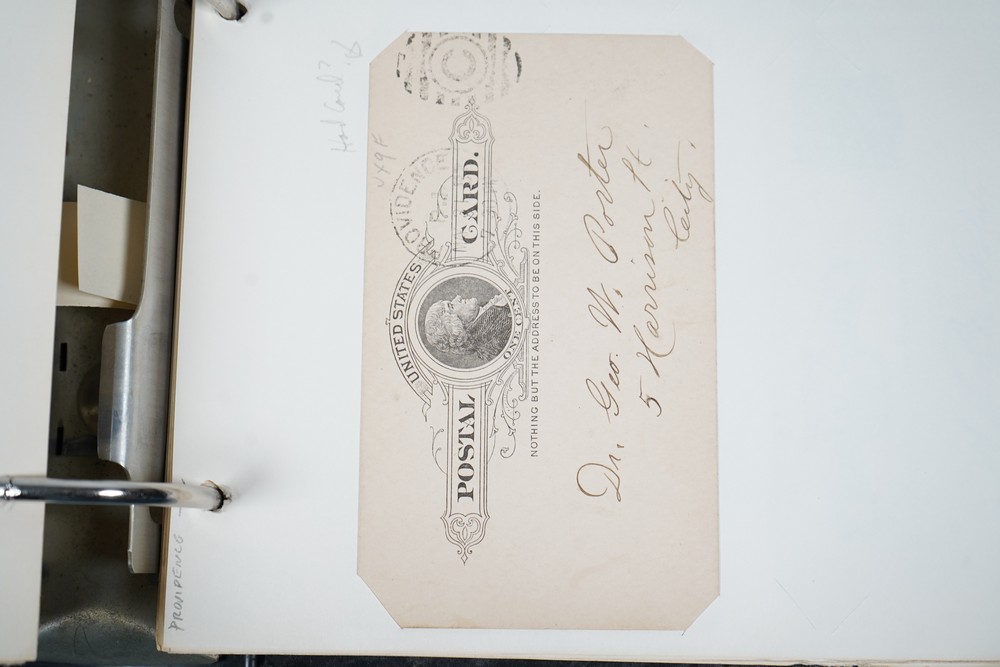 PROVIDENC
UNITED STATES
POSTAL CARD.
ONE CENT
NOTHING BUT THE ADDRESS TO BE ON THIS SIDE.
C
Dr. Geo. W. Porter
5 Harrison St.
City.
PROVIDENCE